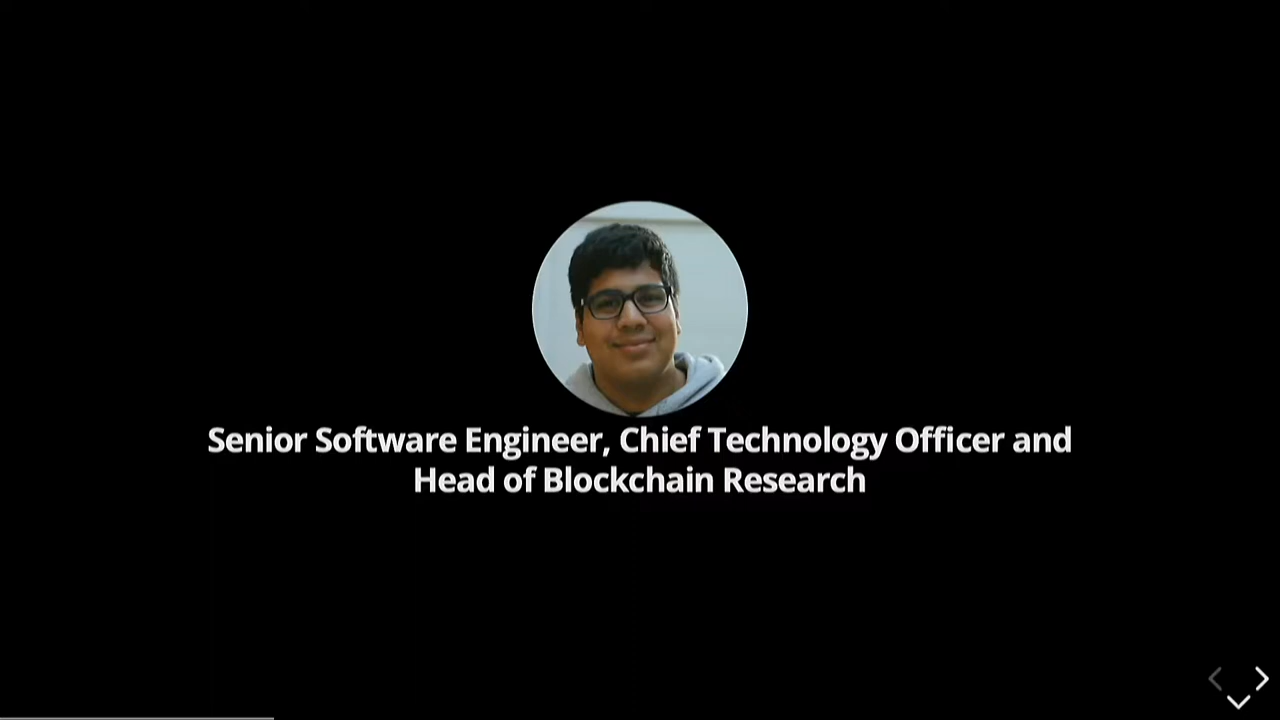 Senior Software Engineer, Chief Technology Officer and
Head of Blockchain Research